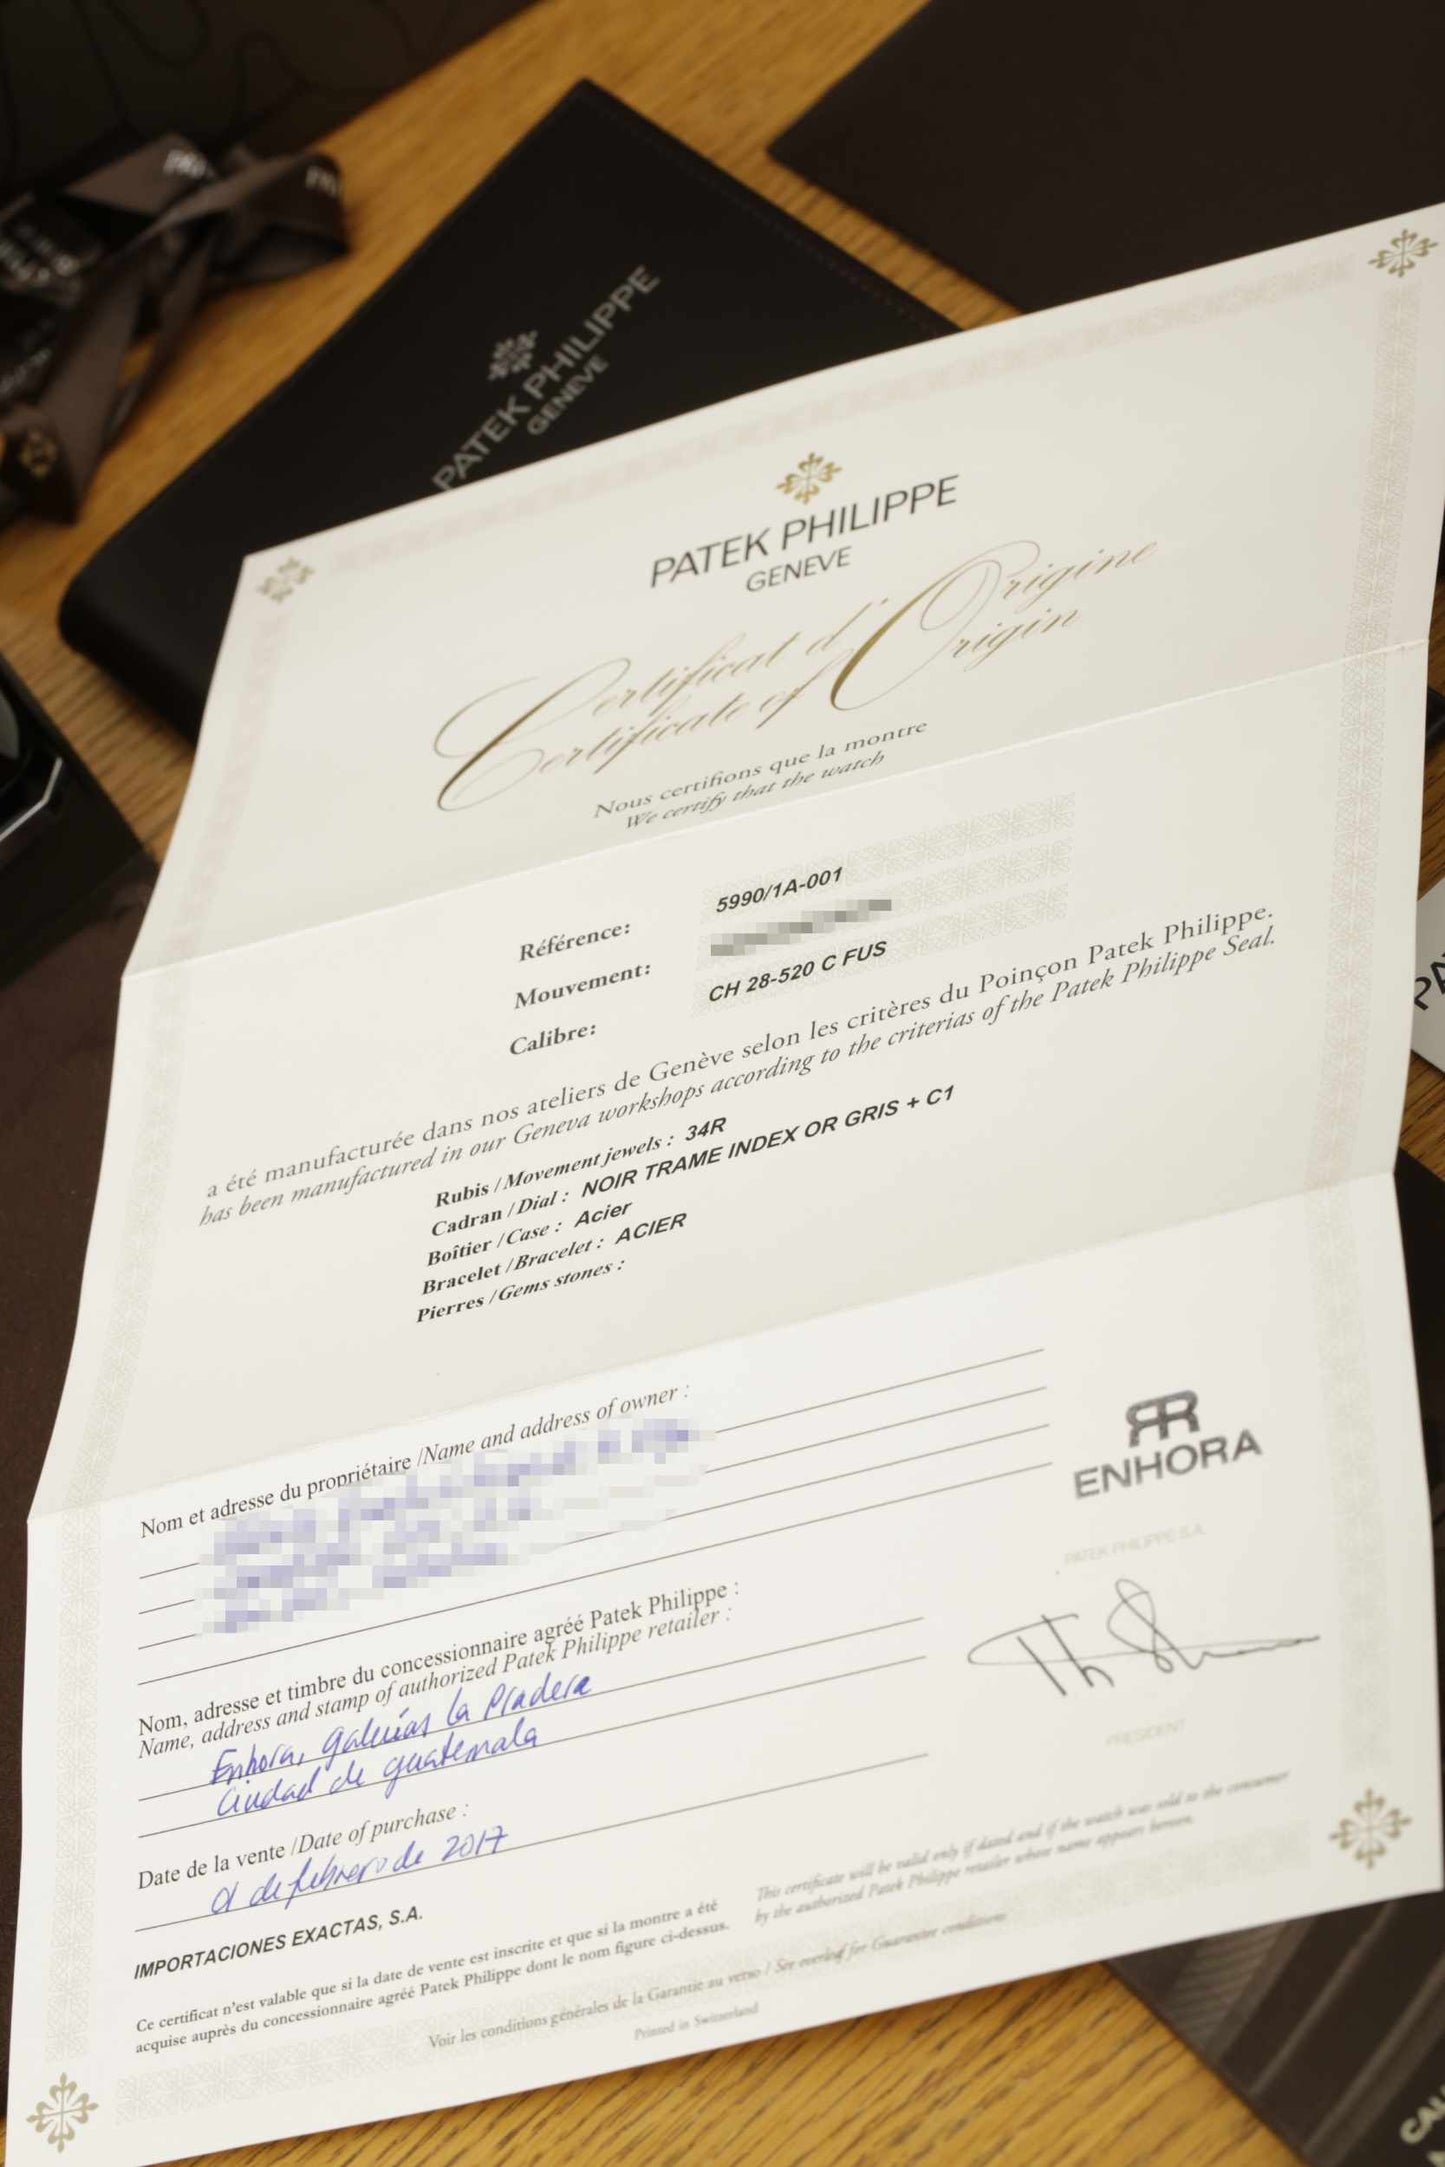 PATEK PHILIPPE
GENEVE
PATEK PHILIPPE
GENEVE
Certificat d'Origine
Certificate of Origin
Nous certifions que la montre
We certify that the watch
Référence: 5990/1A-001
Mouvement:
Calibre: CH 28-520 C FUS
a été manufacturée dans nos ateliers de Genève selon les critères du Poinçon Patek Philippe.
has been manufactured in our Geneva workshops according to the criterias of the Patek Philippe Seal.
Rubis / Movement jewels : 34R
Cadran / Dial : NOIR TRAME INDEX OR GRIS + C1
Boîtier / Case : Acier
Bracelet / Bracelet : ACIER
Pierres / Gems stones :
Nom et adresse du propriétaire / Name and address of owner :
ENHORA
PATEK PHILIPPE S.A.
Nom, adresse et timbre du concessionnaire agréé Patek Philippe :
Name, address and stamp of authorized Patek Philippe retailer :
Enhora, Galerías la Pradera
Ciudad de Guatemala
PRESIDENT
Date de la vente / Date of purchase :
de febrero de 2017
IMPORTACIONES EXACTAS, S.A.
Ce certificat n'est valable que si la date de vente est inscrite et que si la montre a été
acquise auprès du concessionnaire agréé Patek Philippe dont le nom figure ci-dessus.
This certificate will be valid only if dated and if the watch was sold to the consumer
by the authorized Patek Philippe retailer whose name appears hereon.
Voir les conditions générales de la Garantie au verso / See overleaf for Guarantee conditions
Printed in Switzerland